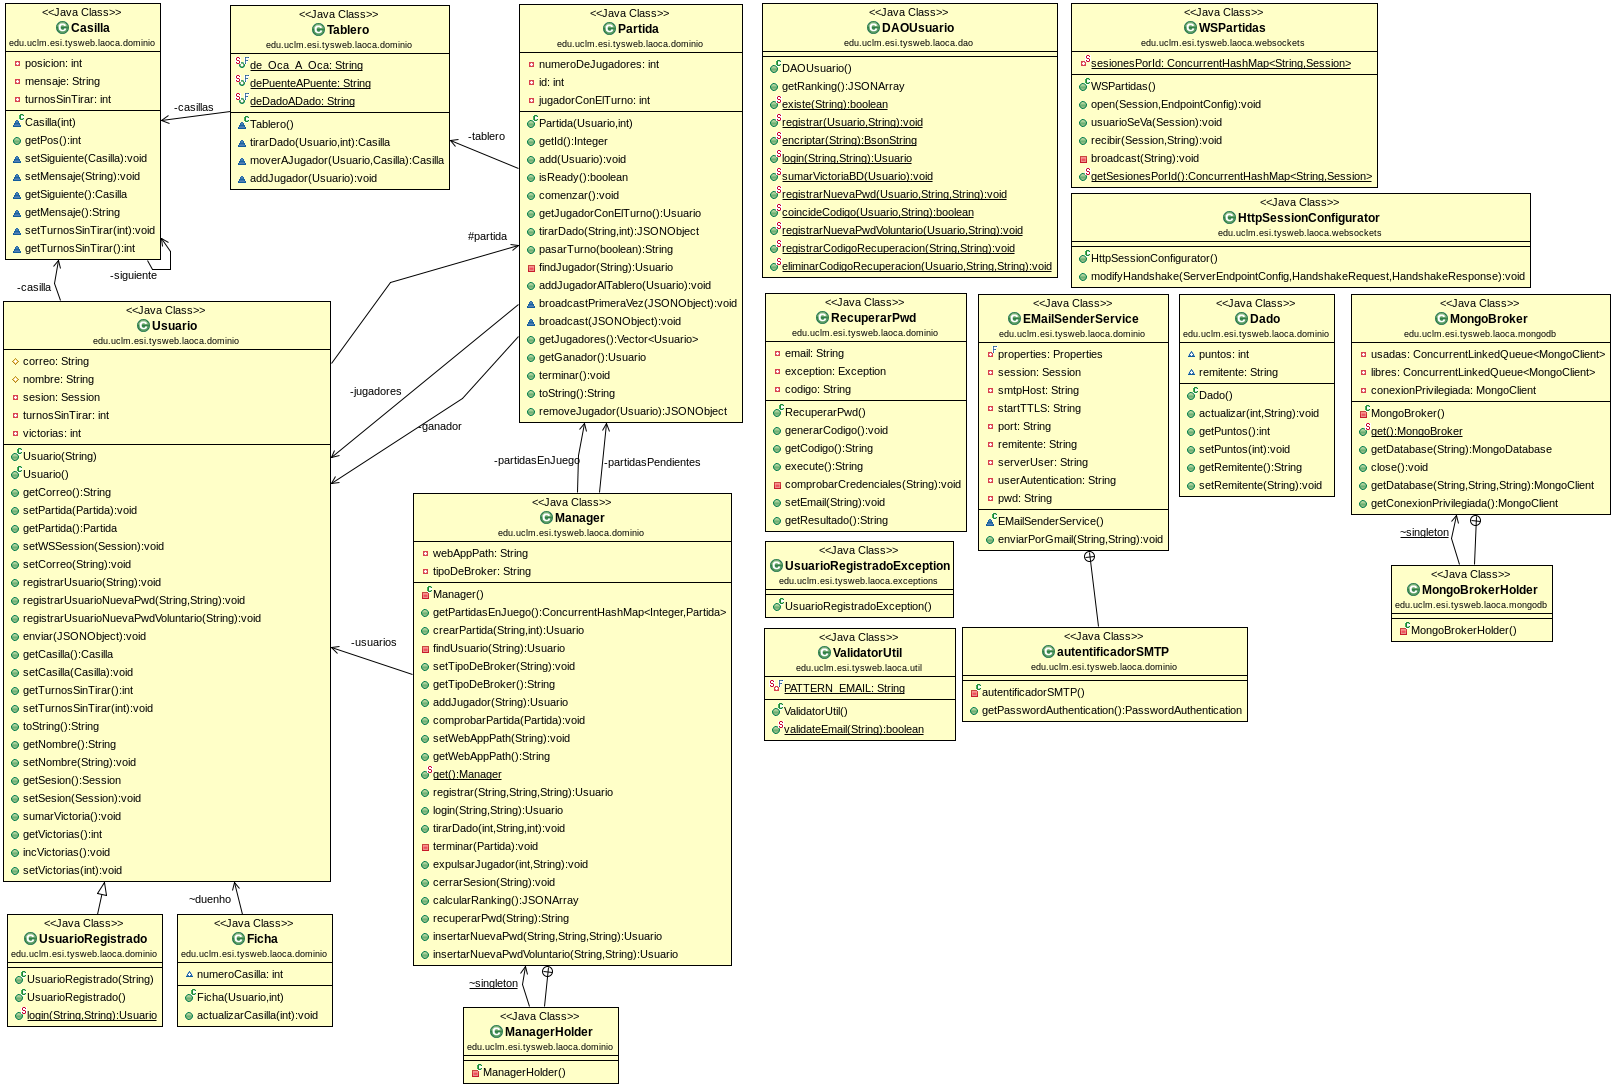 <<Java Class>>
Casilla
edu.uclm.esi.tysweb.laoca.dominio
posicion: int
mensaje: String
turnosSinTirar: int
Casilla(int)
getPos():int
setSiguiente(Casilla):void
setMensaje(String):void
getSiguiente():Casilla
getMensaje():String
setTurnosSinTirar(int):void
getTurnosSinTirar():int
-siguiente
-casilla
-casillas
<<Java Class>>
Tablero
edu.uclm.esi.tysweb.laoca.dominio
de_Oca_A_Oca: String
dePuenteAPuente: String
deDadoADado: String
Tablero()
tirarDado(Usuario,int):Casilla
moverAJugador(Usuario,Casilla):Casilla
addJugador(Usuario):void
-tablero
#partida
-jugadores
-ganador
<<Java Class>>
Partida
edu.uclm.esi.tysweb.laoca.dominio
numeroDeJugadores: int
id: int
jugadorConElTurno: int
Partida(Usuario,int)
getId():Integer
add(Usuario):void
isReady():boolean
comenzar():void
getJugadorConElTurno():Usuario
tirarDado(String,int):JSONObject
pasarTurno(boolean):String
findJugador(String):Usuario
addJugadorAlTablero(Usuario):void
broadcastPrimeraVez(JSONObject):void
broadcast(JSONObject):void
getJugadores():Vector<Usuario>
getGanador():Usuario
terminar():void
toString():String
removeJugador(Usuario):JSONObject
-partidasEnJuego
-partidasPendientes
<<Java Class>>
DAOUsuario
edu.uclm.esi.tysweb.laoca.dao
DAOUsuario()
getRanking():JSONArray
existe(String):boolean
registrar(Usuario,String):void
encriptar(String):BsonString
login(String,String):Usuario
sumarVictoriaBD(Usuario):void
registrarNuevaPwd(Usuario,String,String):void
coincideCodigo(Usuario,String):boolean
registrarNuevaPwdVoluntario(Usuario,String):void
registrarCodigoRecuperacion(String,String):void
eliminarCodigoRecuperacion(Usuario,String,String):void
<<Java Class>>
WSPartidas
edu.uclm.esi.tysweb.laoca.websockets
sesionesPorId: ConcurrentHashMap<String,Session>
WSPartidas()
open(Session,EndpointConfig):void
usuarioSeVa(Session):void
recibir(Session,String):void
broadcast(String):void
getSesionesPorId():ConcurrentHashMap<String,Session>
<<Java Class>>
HttpSessionConfigurator
edu.uclm.esi.tysweb.laoca.websockets
HttpSessionConfigurator()
modifyHandshake(ServerEndpointConfig,HandshakeRequest,HandshakeResponse):void
<<Java Class>>
Usuario
edu.uclm.esi.tysweb.laoca.dominio
correo: String
nombre: String
sesion: Session
turnosSinTirar: int
victorias: int
Usuario(String)
Usuario()
getCorreo():String
setPartida(Partida):void
getPartida():Partida
setWSSession(Session):void
setCorreo(String):void
registrarUsuario(String):void
registrarUsuarioNuevaPwd(String,String):void
registrarUsuarioNuevaPwdVoluntario(String):void
enviar(JSONObject):void
getCasilla():Casilla
setCasilla(Casilla):void
getTurnosSinTirar():int
setTurnosSinTirar(int):void
toString():String
getNombre():String
setNombre(String):void
getSesion():Session
setSesion(Session):void
sumarVictoria():void
getVictorias():int
incVictorias():void
setVictorias(int):void
-usuarios
~duenho
<<Java Class>>
Manager
edu.uclm.esi.tysweb.laoca.dominio
webAppPath: String
tipoDeBroker: String
Manager()
getPartidasEnJuego():ConcurrentHashMap<Integer,Partida>
crearPartida(String,int):Usuario
findUsuario(String):Usuario
setTipoDeBroker(String):void
getTipoDeBroker():String
addJugador(String):Usuario
comprobarPartida(Partida):void
setWebAppPath(String):void
getWebAppPath():String
get():Manager
registrar(String,String,String):Usuario
login(String,String):Usuario
tirarDado(int,String,int):void
terminar(Partida):void
expulsarJugador(int,String):void
cerrarSesion(String):void
calcularRanking():JSONArray
recuperarPwd(String):String
insertarNuevaPwd(String,String,String):Usuario
insertarNuevaPwdVoluntario(String,String):Usuario
~singleton
<<Java Class>>
ManagerHolder
edu.uclm.esi.tysweb.laoca.dominio
ManagerHolder()
<<Java Class>>
UsuarioRegistrado
edu.uclm.esi.tysweb.laoca.dominio
UsuarioRegistrado(String)
UsuarioRegistrado()
login(String,String):Usuario
<<Java Class>>
Ficha
edu.uclm.esi.tysweb.laoca.dominio
numeroCasilla: int
Ficha(Usuario,int)
actualizarCasilla(int):void
<<Java Class>>
RecuperarPwd
edu.uclm.esi.tysweb.laoca.dominio
email: String
exception: Exception
codigo: String
RecuperarPwd()
generarCodigo():void
getCodigo():String
execute():String
comprobarCredenciales(String):void
setEmail(String):void
getResultado():String
<<Java Class>>
EMailSenderService
edu.uclm.esi.tysweb.laoca.dominio
properties: Properties
session: Session
smtpHost: String
startTTLS: String
port: String
remitente: String
serverUser: String
userAutentication: String
pwd: String
EMailSenderService()
enviarPorGmail(String,String):void
<<Java Class>>
Dado
edu.uclm.esi.tysweb.laoca.dominio
puntos: int
remitente: String
Dado()
actualizar(int,String):void
getPuntos():int
setPuntos(int):void
getRemitente():String
setRemitente(String):void
<<Java Class>>
MongoBroker
edu.uclm.esi.tysweb.laoca.mongodb
usadas: ConcurrentLinkedQueue<MongoClient>
libres: ConcurrentLinkedQueue<MongoClient>
conexionPrivilegiada: MongoClient
MongoBroker()
get():MongoBroker
getDatabase(String):MongoDatabase
close():void
getDatabase(String,String,String):MongoClient
getConexionPrivilegiada():MongoClient
~singleton
<<Java Class>>
MongoBrokerHolder
edu.uclm.esi.tysweb.laoca.mongodb
MongoBrokerHolder()
<<Java Class>>
UsuarioRegistradoException
edu.uclm.esi.tysweb.laoca.exceptions
UsuarioRegistradoException()
<<Java Class>>
ValidatorUtil
edu.uclm.esi.tysweb.laoca.util
PATTERN_EMAIL: String
ValidatorUtil()
validateEmail(String):boolean
<<Java Class>>
autentificadorSMTP
edu.uclm.esi.tysweb.laoca.dominio
autentificadorSMTP()
getPasswordAuthentication():PasswordAuthentication